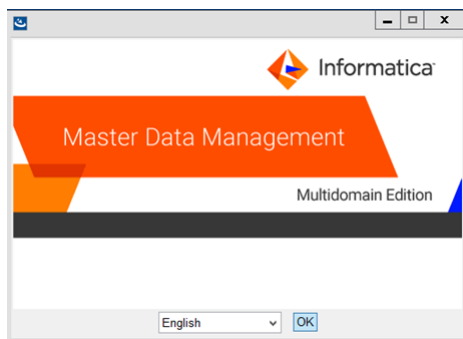 Informatica
Master Data Management
Multidomain Edition
English
OK